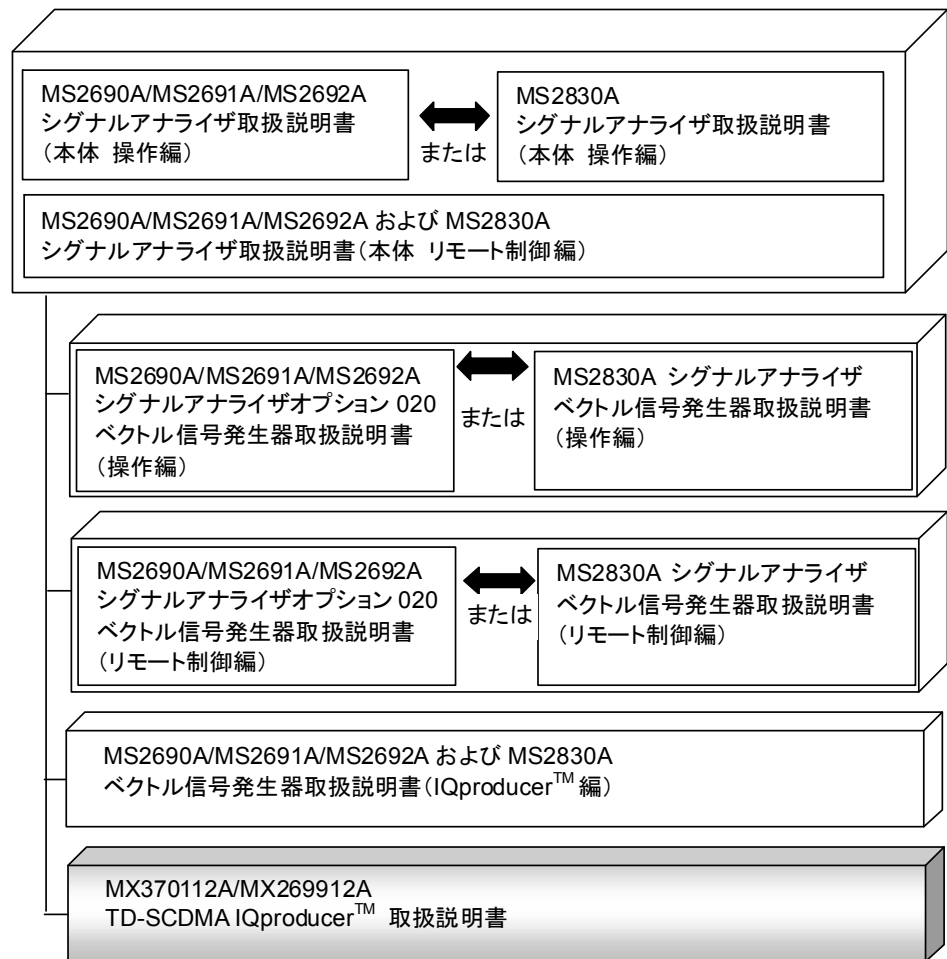 MS2690A/MS2691A/MS2692A
シグナルアナライザ取扱説明書
（本体 操作編）
または
MS2830A
シグナルアナライザ取扱説明書
（本体 操作編）
MS2690A/MS2691A/MS2692A および MS2830A
シグナルアナライザ取扱説明書（本体 リモート制御編）
MS2690A/MS2691A/MS2692A
シグナルアナライザオプション 020
ベクトル信号発生器取扱説明書
（操作編）
または
MS2830A シグナルアナライザ
ベクトル信号発生器取扱説明書
（操作編）
MS2690A/MS2691A/MS2692A
シグナルアナライザオプション 020
ベクトル信号発生器取扱説明書
（リモート制御編）
または
MS2830A シグナルアナライザ
ベクトル信号発生器取扱説明書
（リモート制御編）
MS2690A/MS2691A/MS2692A および MS2830A
ベクトル信号発生器取扱説明書（IQproducer™編）
MX370112A/MX269912A
TD-SCDMA IQproducer™ 取扱説明書